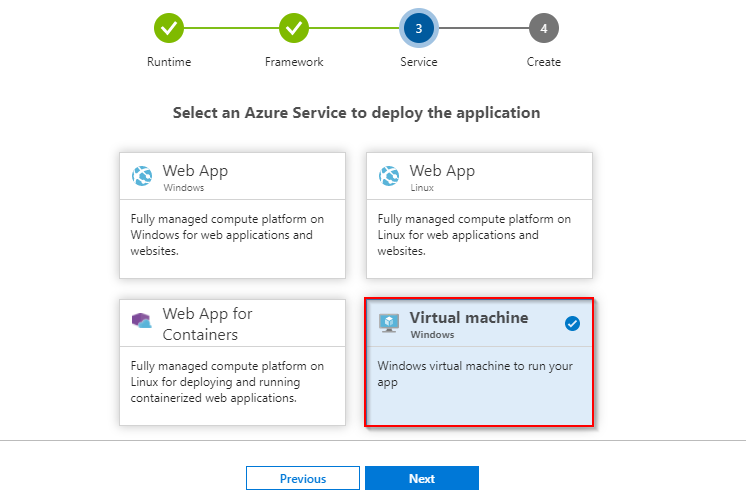 3
4
Runtime
Framework
Service
Create
Select an Azure Service to deploy the application
Web App
Windows
Fully managed compute platform on
Windows for web applications and
websites.
Web App
Linux
Fully managed compute platform on
Linux for web applications and
websites.
Web App for
Containers
Fully managed compute platform on
Linux for deploying and running
containerized web applications.
Virtual machine
Windows
Windows virtual machine to run your
app
Previous
Next